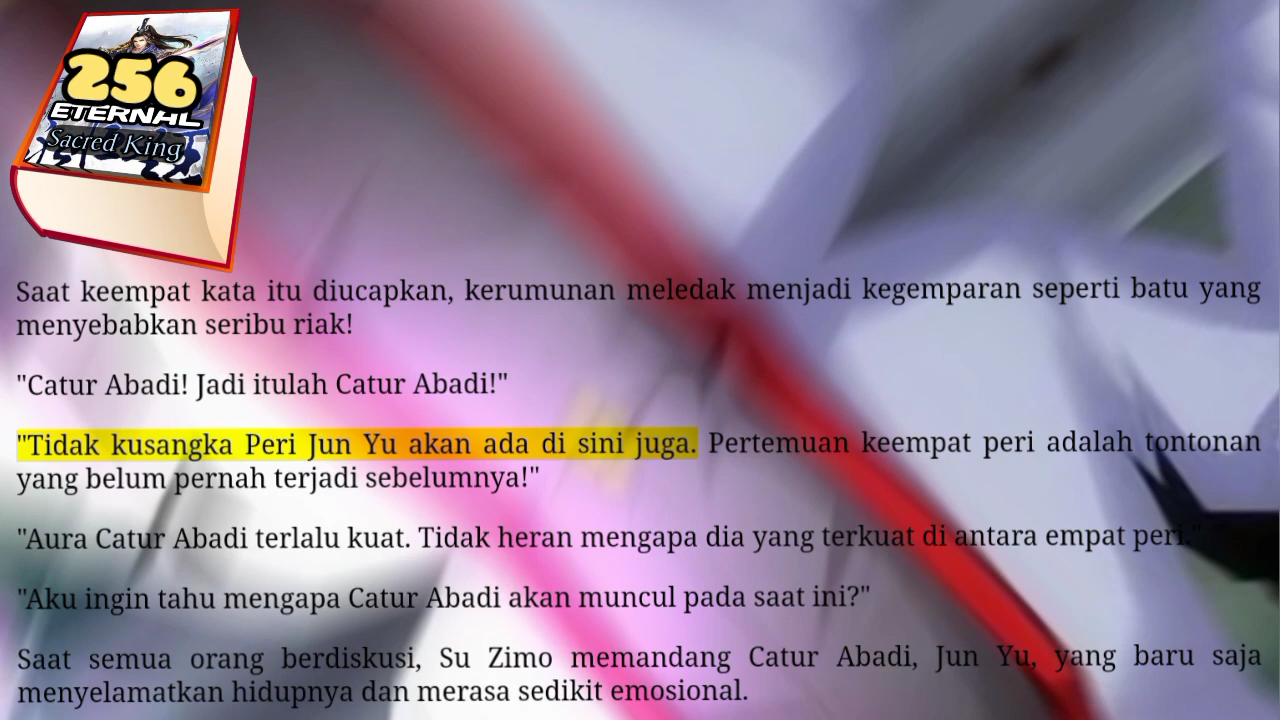 256
ETERNAL
Sacred King
Saat keempat kata itu diucapkan, kerumunan meledak menjadi kegemparan seperti batu yang
menyebabkan seribu riak!
"Catur Abadi! Jadi itulah Catur Abadi!"
"Tidak kusangka Peri Jun Yu akan ada di sini juga. Pertemuan keempat peri adalah tontonan
yang belum pernah terjadi sebelumnya!"
"Aura Catur Abadi terlalu kuat. Tidak heran mengapa dia yang terkuat di antara empat peri."
"Aku ingin tahu mengapa Catur Abadi akan muncul pada saat ini?"
Saat semua orang berdiskusi, Su Zimo memandang Catur Abadi, Jun Yu, yang baru saja
menyelamatkan hidupnya dan merasa sedikit emosional.